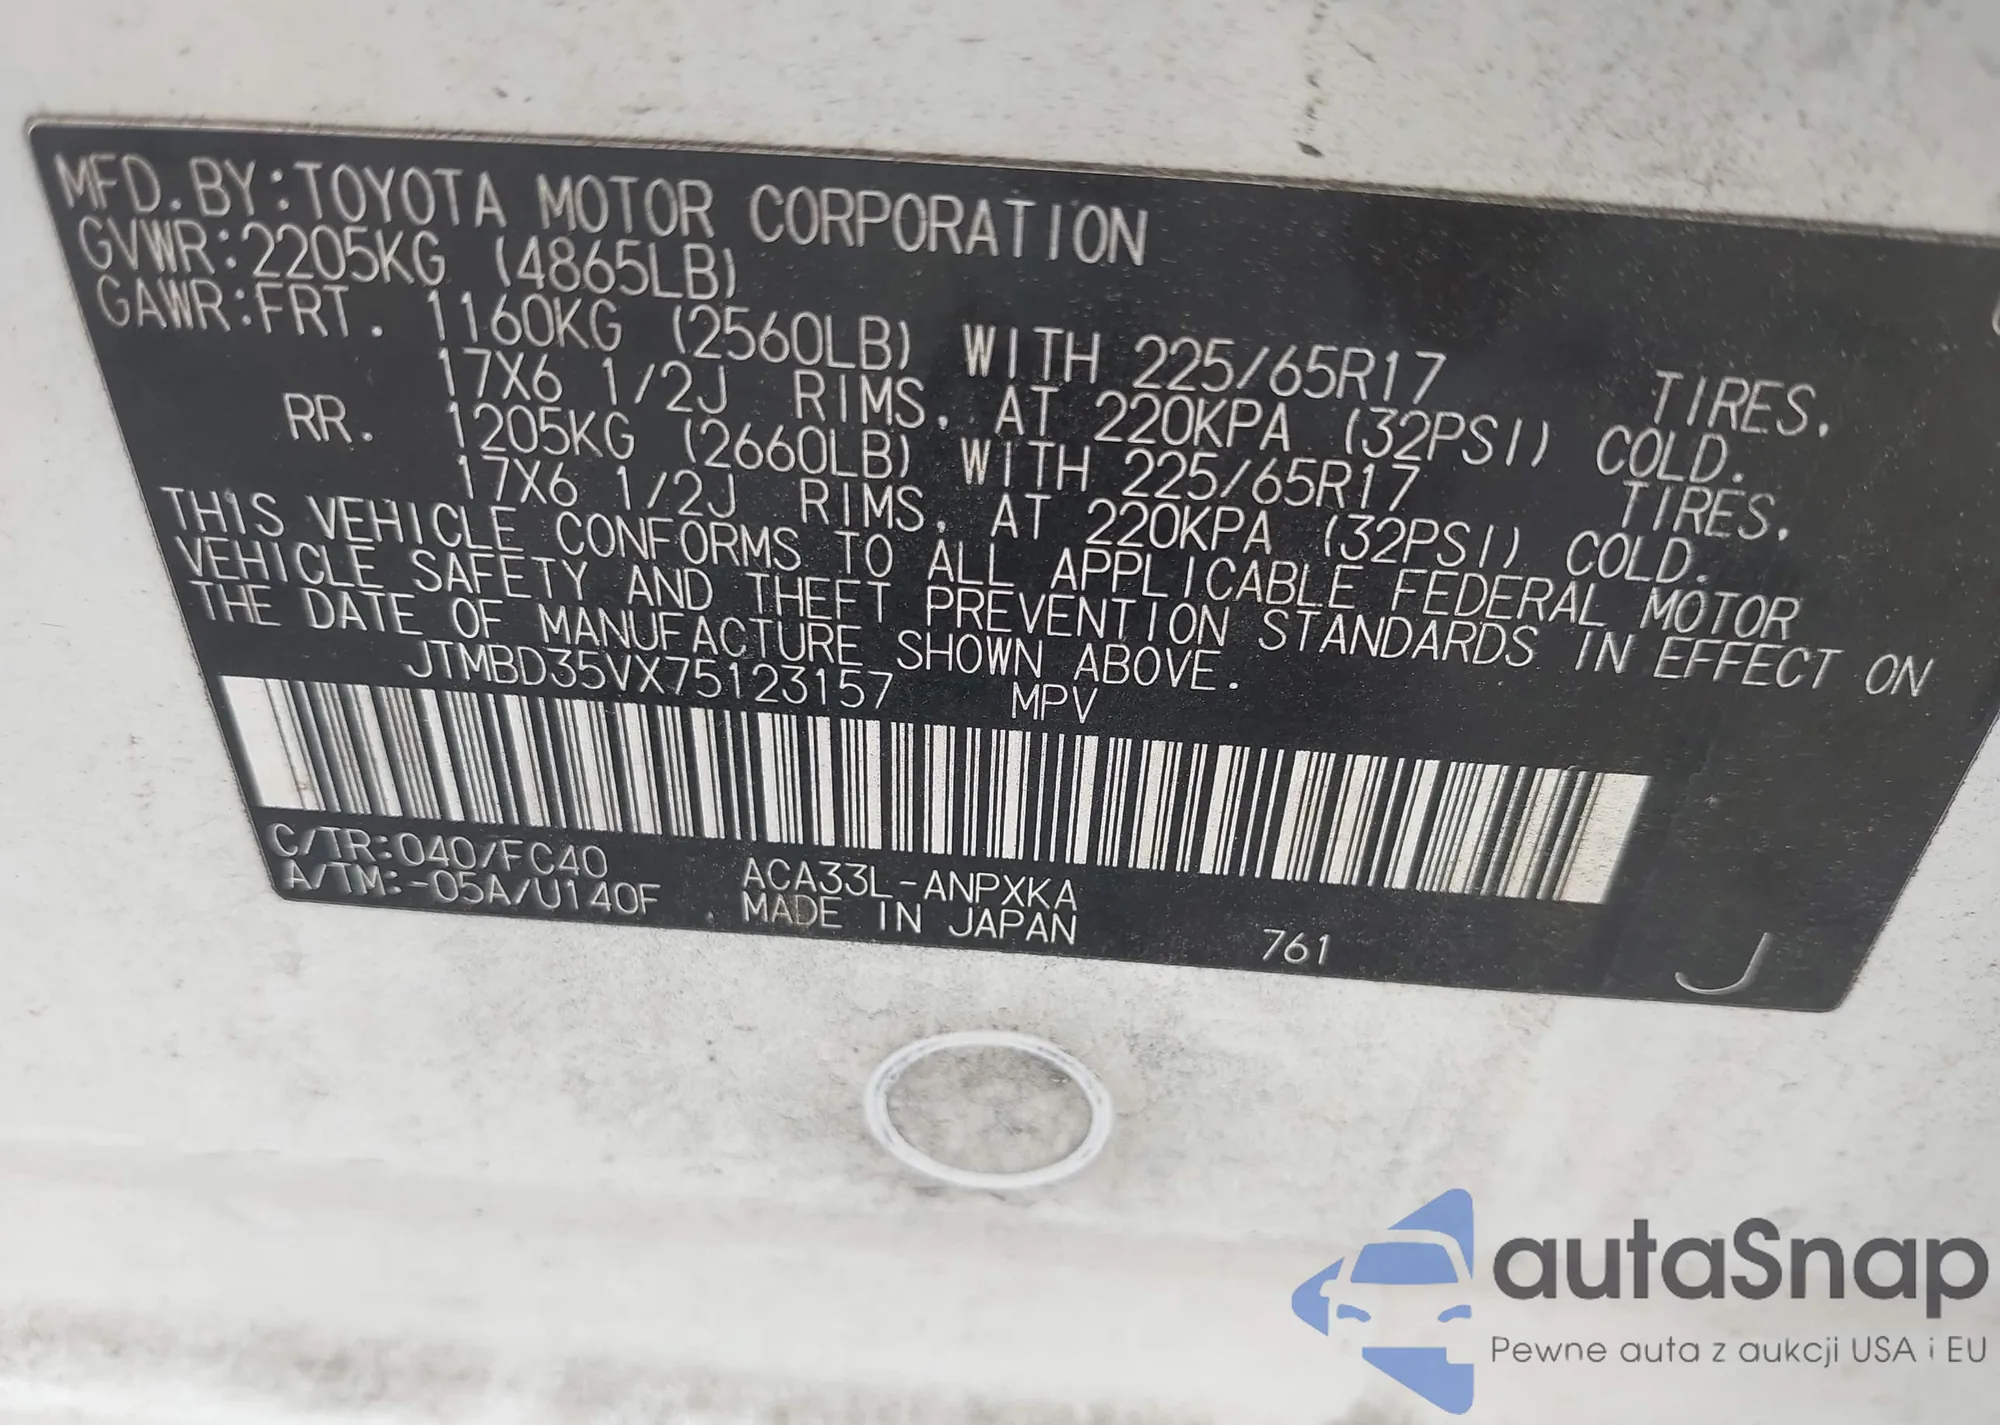 MFD.BY:TOYOTA MOTOR CORPORATION
GVWR:2205KG (4865LB)
GAWR:FRT. 1160KG (2560LB) WITH 225/65R17 TIRES.
17X6 1/2J RIMS, AT 220KPA (32PSI) COLD.
RR. 1205KG (2660LB) WITH 225/65R17 TIRES.
17X6 1/2J RIMS, AT 220KPA (32PSI) COLD.
THIS VEHICLE CONFORMS TO ALL APPLICABLE FEDERAL MOTOR
VEHICLE SAFETY AND THEFT PREVENTION STANDARDS IN EFFECT ON
THE DATE OF MANUFACTURE SHOWN ABOVE.
JTMBD35VX75123157 MPV
C/TR:040/FC40 ACA33L-ANPXKA
A/TM:-05A/U140F MADE IN JAPAN
761 J
autaSnap
Pewne auta z aukcji USA i EU